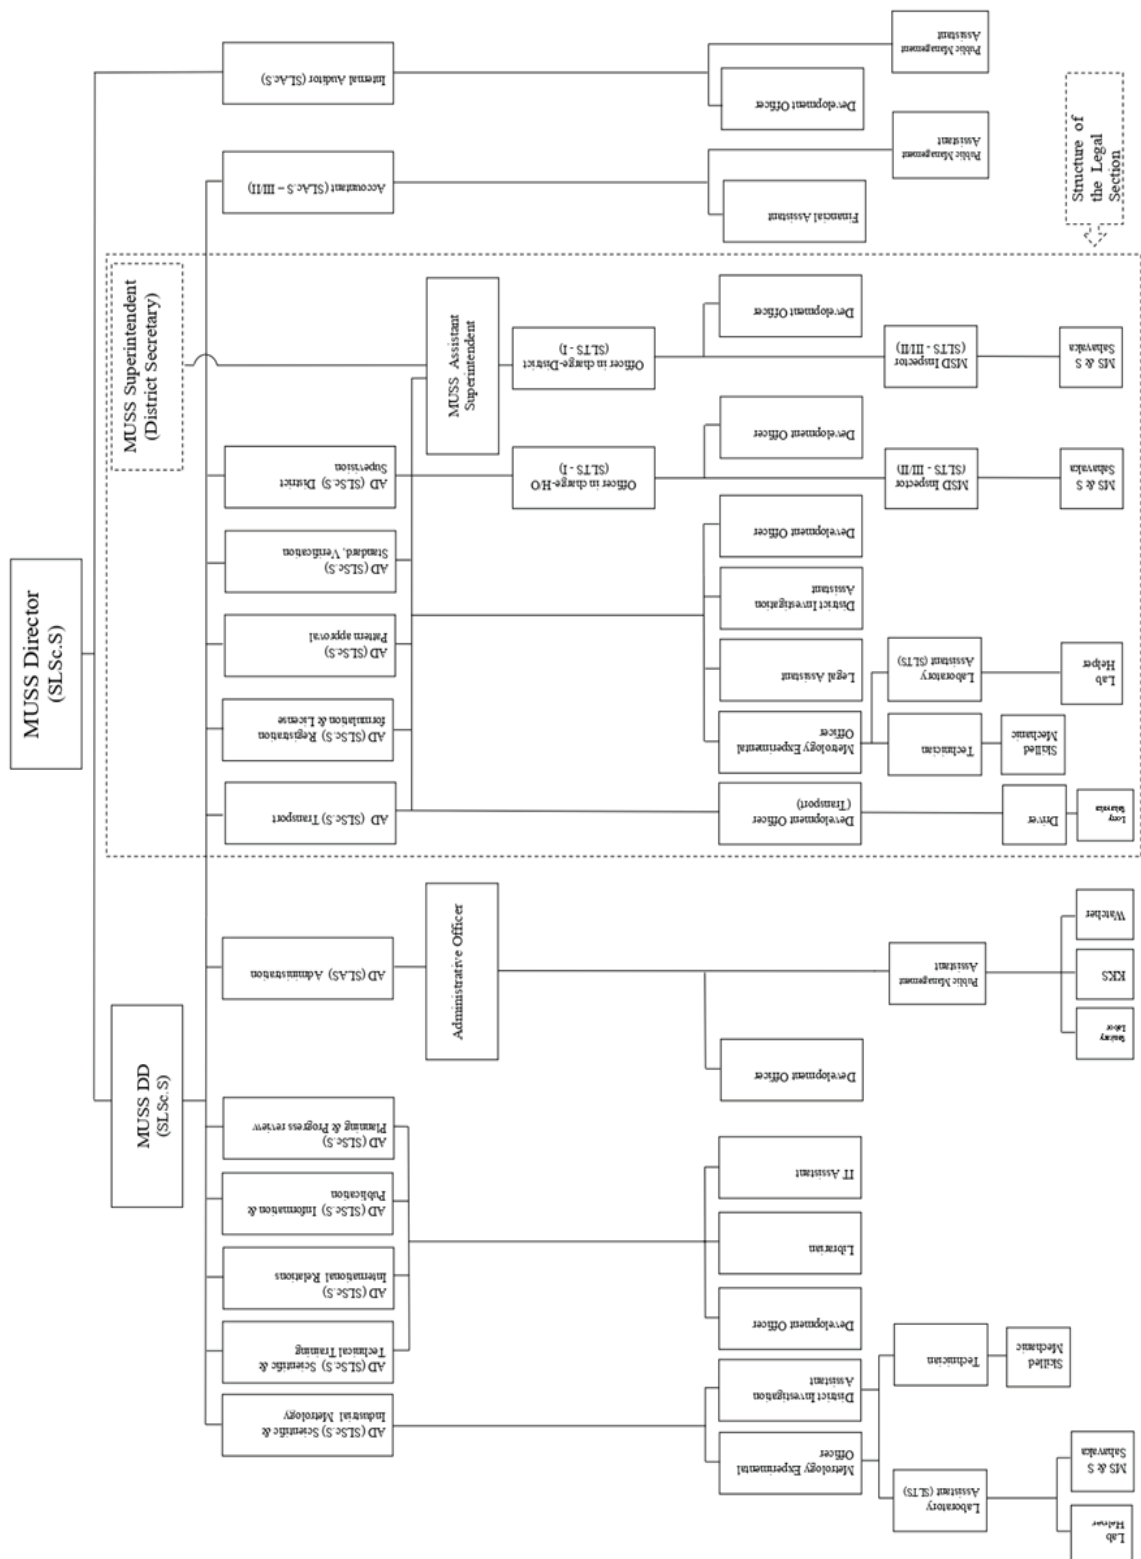 MUSS Director
(SLSc.S)
MUSS DD
(SLSc.S)
MUSS Superintendent
(District Secretary)
Structure of
the Legal
Section
Internal Auditor (SLAc.S)
Development Officer
Public Management
Assistant
Accountant (SLAc.S – III/II)
Financial Assistant
Public Management
Assistant
MUSS Assistant
Superintendent
Officer in charge-District
(SLTS - I)
Development Officer
MSD Inspector
(SLTS - III/II)
MS & S
Sahayaka
AD (SLSc.S) District
Supervision
Officer in charge-H/O
(SLTS - I)
Development Officer
MSD Inspector
(SLTS - III/II)
MS & S
Sahayaka
AD (SLSc.S)
Standard, Verification
AD (SLSc.S)
Pattern approval
AD (SLSc.S) Registration
formulation & License
AD (SLSc.S) Transport
Development Officer
District Investigation
Assistant
Legal Assistant
Metrology Experimental
Officer
Laboratory
Assistant (SLTS)
Lab
Helper
Technician
Skilled
Mechanic
Development Officer
(Transport)
Driver
Lorry
Sahayaka
AD (SLAS) Administration
Administrative Officer
Development Officer
Public Management
Assistant
Watcher
KKS
Sanitary
Labor
AD (SLSc.S)
Planning & Progress review
AD (SLSc.S) Information &
Publication
AD (SLSc.S)
International Relations
AD (SLSc.S) Scientific &
Technical Training
IT Assistant
Librarian
Development Officer
AD (SLSc.S) Scientific &
Industrial Metrology
District Investigation
Assistant
Metrology Experimental
Officer
Technician
Skilled
Mechanic
Laboratory
Assistant (SLTS)
MS & S
Sahayaka
Lab
Helper